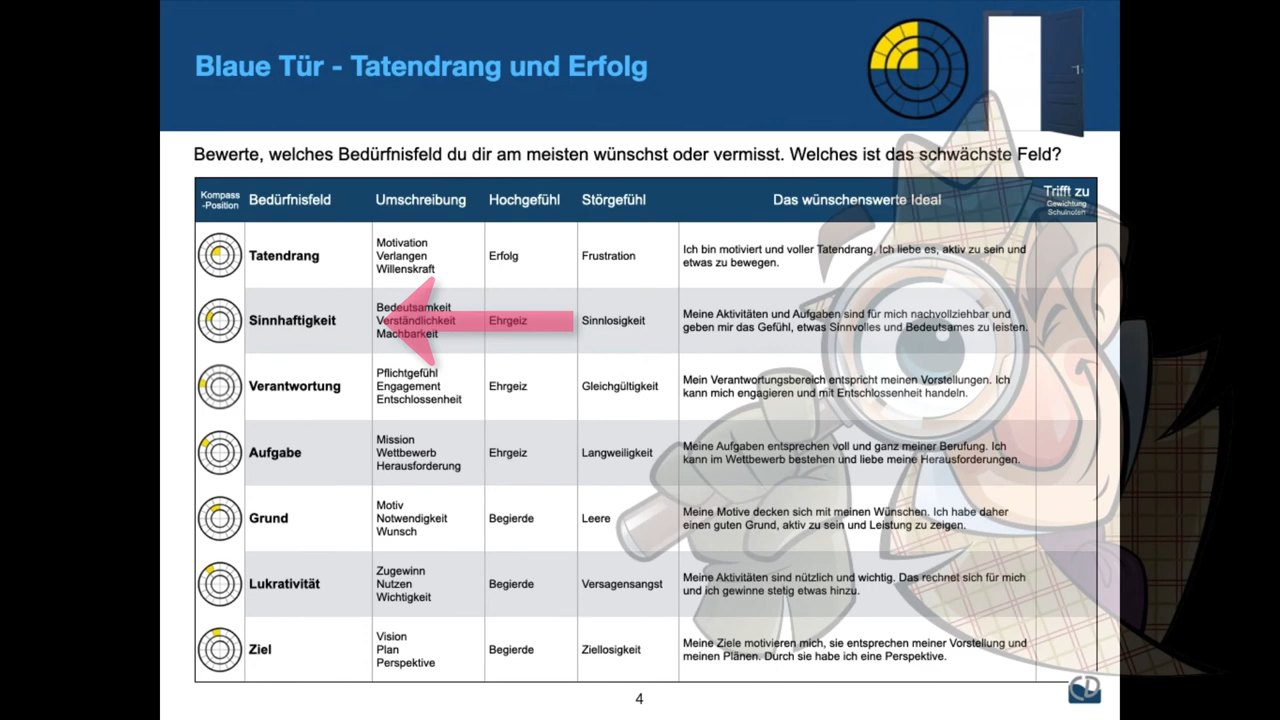 Blaue Tür - Tatendrang und Erfolg
Bewerte, welches Bedürfnisfeld du dir am meisten wünschst oder vermisst. Welches ist das schwächste Feld?
Kompass
-Position
Bedürfnisfeld
Umschreibung
Hochgefühl
Störgefühl
Das wünschenswerte Ideal
Trifft zu
Gewichtung
Schulnoten
Tatendrang
Motivation
Verlangen
Willenskraft
Erfolg
Frustration
Ich bin motiviert und voller Tatendrang. Ich liebe es, aktiv zu sein und
etwas zu bewegen.
Sinnhaftigkeit
Bedeutsamkeit
Verständlichkeit
Machbarkeit
Ehrgeiz
Sinnlosigkeit
Meine Aktivitäten und Aufgaben sind für mich nachvollziehbar und
geben mir das Gefühl, etwas Sinnvolles und Bedeutsames zu leisten.
Verantwortung
Pflichtgefühl
Engagement
Entschlossenheit
Ehrgeiz
Gleichgültigkeit
Mein Verantwortungsbereich entspricht meinen Vorstellungen. Ich
kann mich engagieren und mit Entschlossenheit handeln.
Aufgabe
Mission
Wettbewerb
Herausforderung
Ehrgeiz
Langweiligkeit
Meine Aufgaben entsprechen voll und ganz meiner Berufung. Ich
kann im Wettbewerb bestehen und liebe meine Herausforderungen.
Grund
Motiv
Notwendigkeit
Wunsch
Begierde
Leere
Meine Motive decken sich mit meinen Wünschen. Ich habe daher
einen guten Grund, aktiv zu sein und Leistung zu zeigen.
Lukrativität
Zugewinn
Nutzen
Wichtigkeit
Begierde
Versagensangst
Meine Aktivitäten sind nützlich und wichtig. Das rechnet sich für mich
und ich gewinne stetig etwas hinzu.
Ziel
Vision
Plan
Perspektive
Begierde
Ziellosigkeit
Meine Ziele motivieren mich, sie entsprechen meiner Vorstellung und
meinen Plänen. Durch sie habe ich eine Perspektive.
4
CD